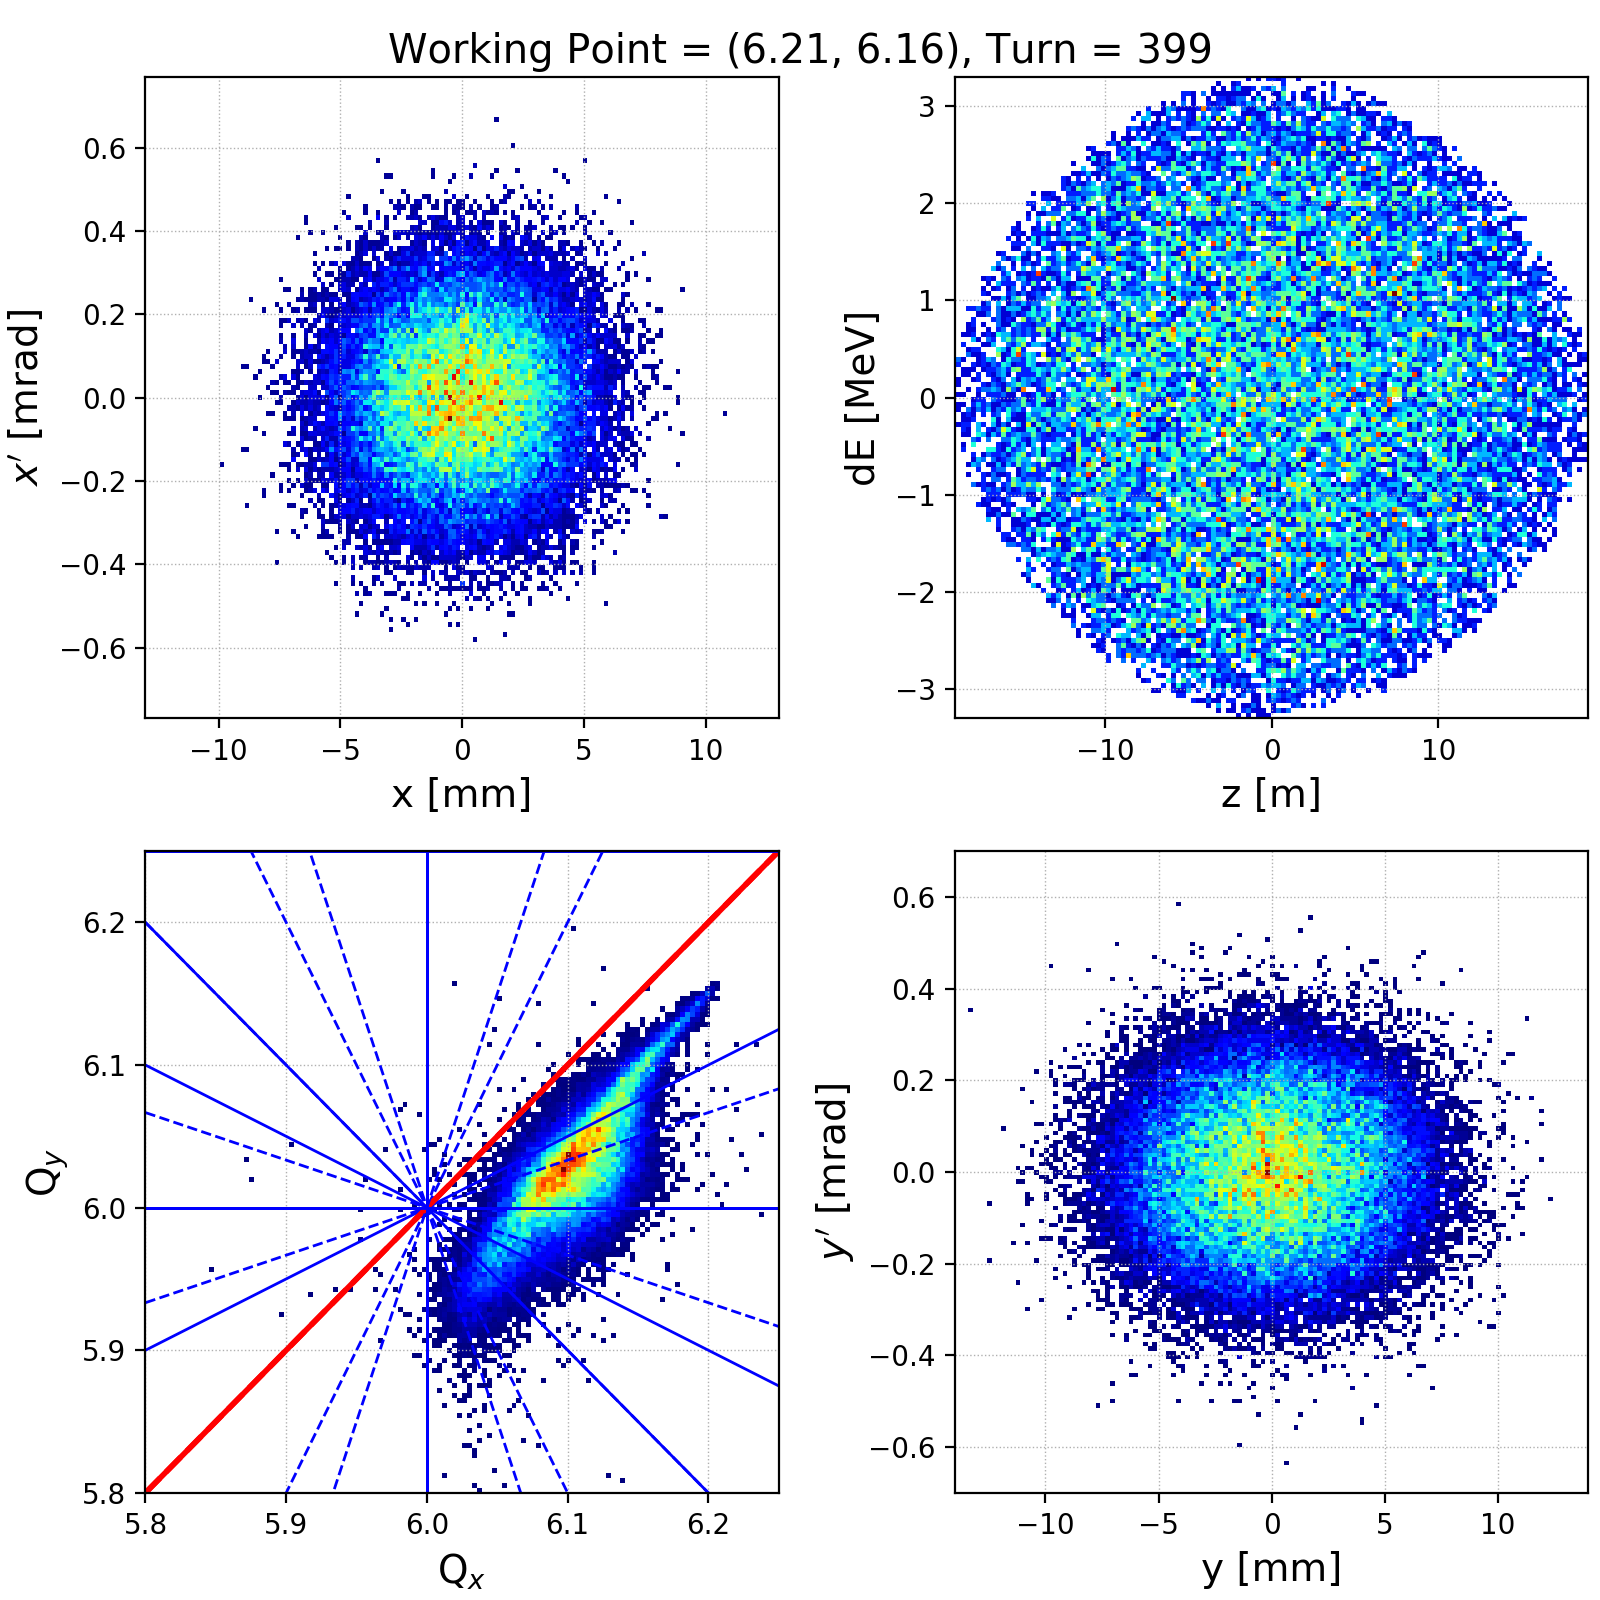 Working Point = (6.21, 6.16), Turn = 399
0.6
0.4
0.2
0.0
−0.2
−0.4
−0.6
x′ [mrad]
−10 −5 0 5 10
x [mm]
3
2
1
0
−1
−2
−3
dE [MeV]
−10 0 10
z [m]
6.2
6.1
6.0
5.9
5.8
Qy
5.8 5.9 6.0 6.1 6.2
Qx
0.6
0.4
0.2
0.0
−0.2
−0.4
−0.6
y′ [mrad]
−10 −5 0 5 10
y [mm]